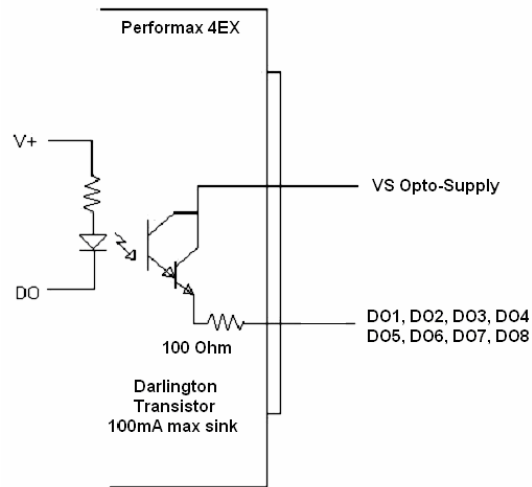 Performax 4EX
V+
VS Opto-Supply
DO
DO1, DO2, DO3, DO4
DO5, DO6, DO7, DO8
100 Ohm
Darlington
Transistor
100mA max sink